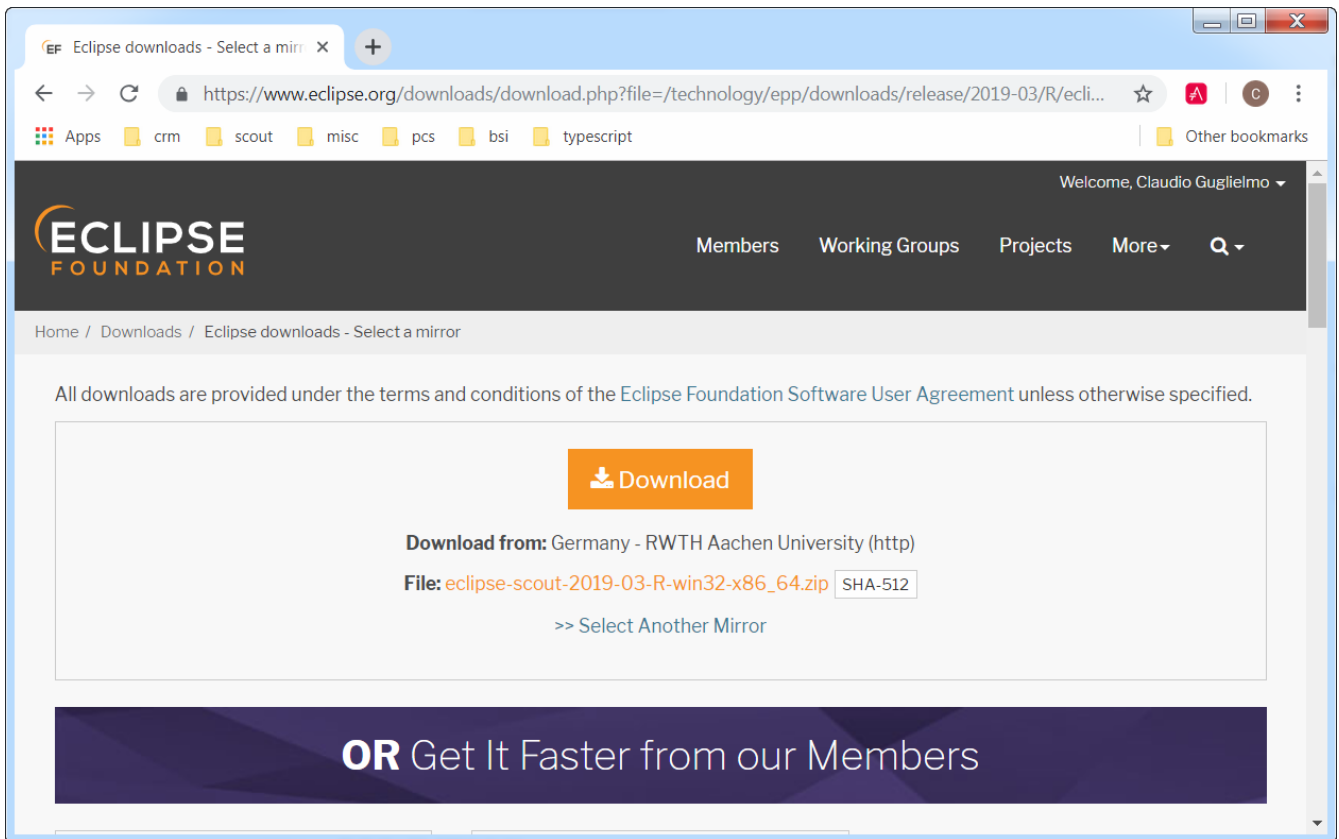 EF Eclipse downloads - Select a mirr
https://www.eclipse.org/downloads/download.php?file=/technology/epp/downloads/release/2019-03/R/ecli...
C
Apps crm scout misc pcs bsi typescript Other bookmarks
Welcome, Claudio Guglielmo
ECLIPSE
FOUNDATION
Members Working Groups Projects More
Home / Downloads / Eclipse downloads - Select a mirror
All downloads are provided under the terms and conditions of the Eclipse Foundation Software User Agreement unless otherwise specified.
Download
Download from: Germany - RWTH Aachen University (http)
File: eclipse-scout-2019-03-R-win32-x86_64.zip SHA-512
>> Select Another Mirror
OR Get It Faster from our Members